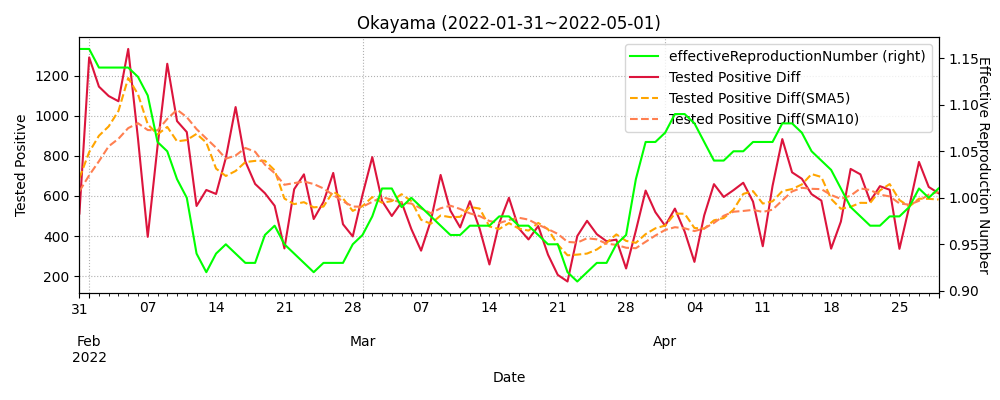 Okayama (2022-01-31~2022-05-01)
effectiveReproductionNumber (right)
Tested Positive Diff
Tested Positive Diff(SMA5)
Tested Positive Diff(SMA10)
Tested Positive
1200
1000
800
600
400
200
1.15
1.10
1.05
1.00
0.95
0.90
Effective Reproduction Number
31 07 14 21 28 07 14 21 28 04 11 18 25
Feb Mar Apr
2022
Date